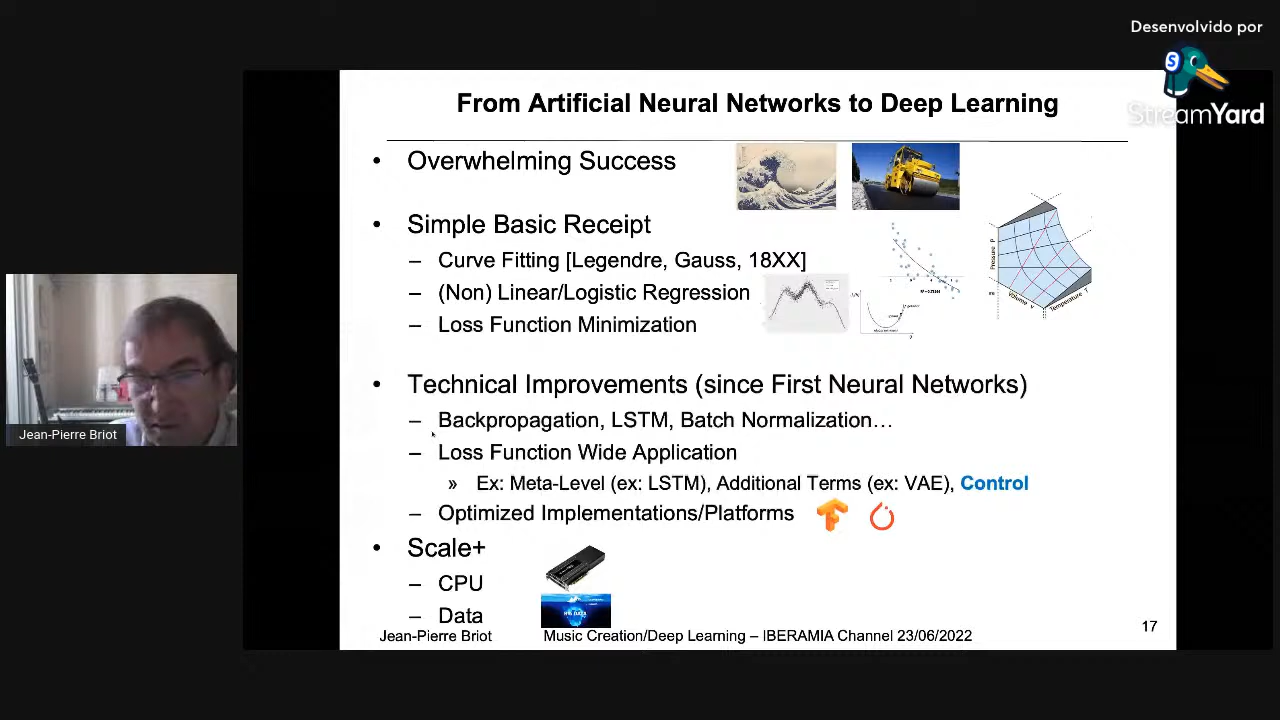 Desenvolvido por
S
StreamYard
From Artificial Neural Networks to Deep Learning
• Overwhelming Success
• Simple Basic Receipt
– Curve Fitting [Legendre, Gauss, 18XX]
– (Non) Linear/Logistic Regression
– Loss Function Minimization
Pressure P
Volume V
Temperature T
• Technical Improvements (since First Neural Networks)
– Backpropagation, LSTM, Batch Normalization…
– Loss Function Wide Application
» Ex: Meta-Level (ex: LSTM), Additional Terms (ex: VAE), Control
– Optimized Implementations/Platforms
• Scale+
– CPU
– Data
Jean-Pierre Briot
Music Creation/Deep Learning – IBERAMIA Channel 23/06/2022
17
Jean-Pierre Briot